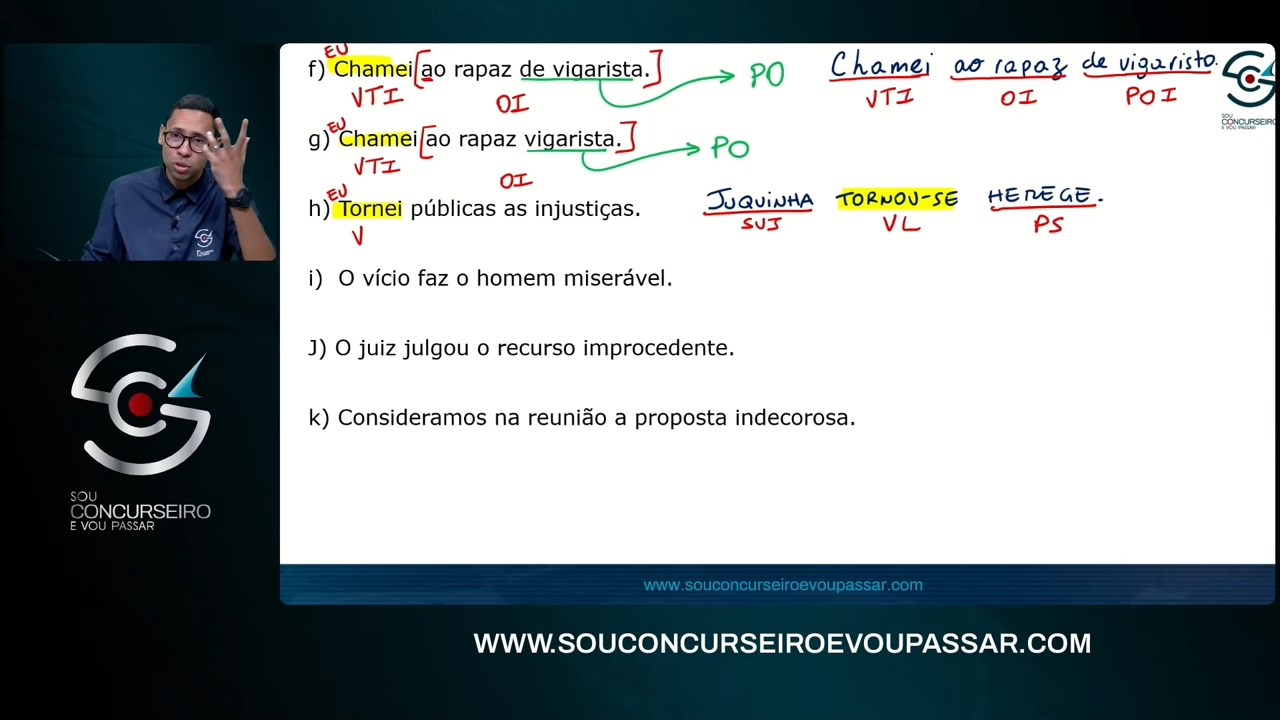 EU
f) Chamei [ao rapaz de vigarista.] PO Chamei ao rapaz de vigarista.
VTI OI VTI OI POI
EU
g) Chamei [ao rapaz vigarista.] PO
VTI OI
EU
h) Tornei públicas as injustiças. JUQUINHA TORNOU-SE HEREGE.
V SUJ VL PS
i) O vício faz o homem miserável.
J) O juiz julgou o recurso improcedente.
k) Consideramos na reunião a proposta indecorosa.
SOU
CONCURSEIRO
E VOU PASSAR
SOU
CONCURSEIRO
www.souconcurseiroevoupassar.com
WWW.SOUCONCURSEIROEVOUPASSAR.COM